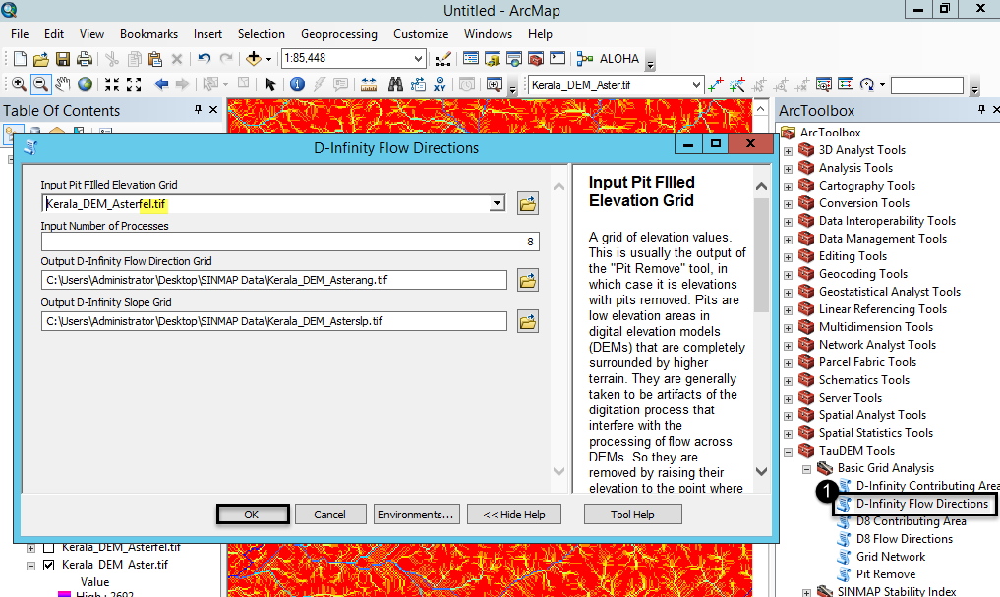 Untitled - ArcMap
File Edit View Bookmarks Insert Selection Geoprocessing Customize Windows Help
1:85,448
ALOHA
Kerala_DEM_Aster.tif
Table Of Contents
D-Infinity Flow Directions
Input Pit FIlled Elevation Grid
Kerala_DEM_Asterfel.tif
Input Number of Processes
8
Output D-Infinity Flow Direction Grid
C:\Users\Administrator\Desktop\SINMAP Data\Kerala_DEM_Asterang.tif
Output D-Infinity Slope Grid
C:\Users\Administrator\Desktop\SINMAP Data\Kerala_DEM_Asterslp.tif
OK Cancel Environments... << Hide Help Tool Help
Input Pit FIlled
Elevation Grid
A grid of elevation values.
This is usually the output of
the "Pit Remove" tool, in
which case it is elevations
with pits removed. Pits are
low elevation areas in
digital elevation models
(DEMs) that are completely
surrounded by higher
terrain. They are generally
taken to be artifacts of the
digitation process that
interfere with the
processing of flow across
DEMs. So they are
removed by raising their
elevation to the point where
Kerala_DEM_Asterfel.tif
Kerala_DEM_Aster.tif
Value
High : 2692
ArcToolbox
ArcToolbox
3D Analyst Tools
Analysis Tools
Cartography Tools
Conversion Tools
Data Interoperability Tools
Data Management Tools
Editing Tools
Geocoding Tools
Geostatistical Analyst Tools
Linear Referencing Tools
Multidimension Tools
Network Analyst Tools
Parcel Fabric Tools
Schematics Tools
Server Tools
Spatial Analyst Tools
Spatial Statistics Tools
TauDEM Tools
Basic Grid Analysis
D-Infinity Contributing Area
1
D-Infinity Flow Directions
D8 Contributing Area
D8 Flow Directions
Grid Network
Pit Remove
SINMAP Stability Index